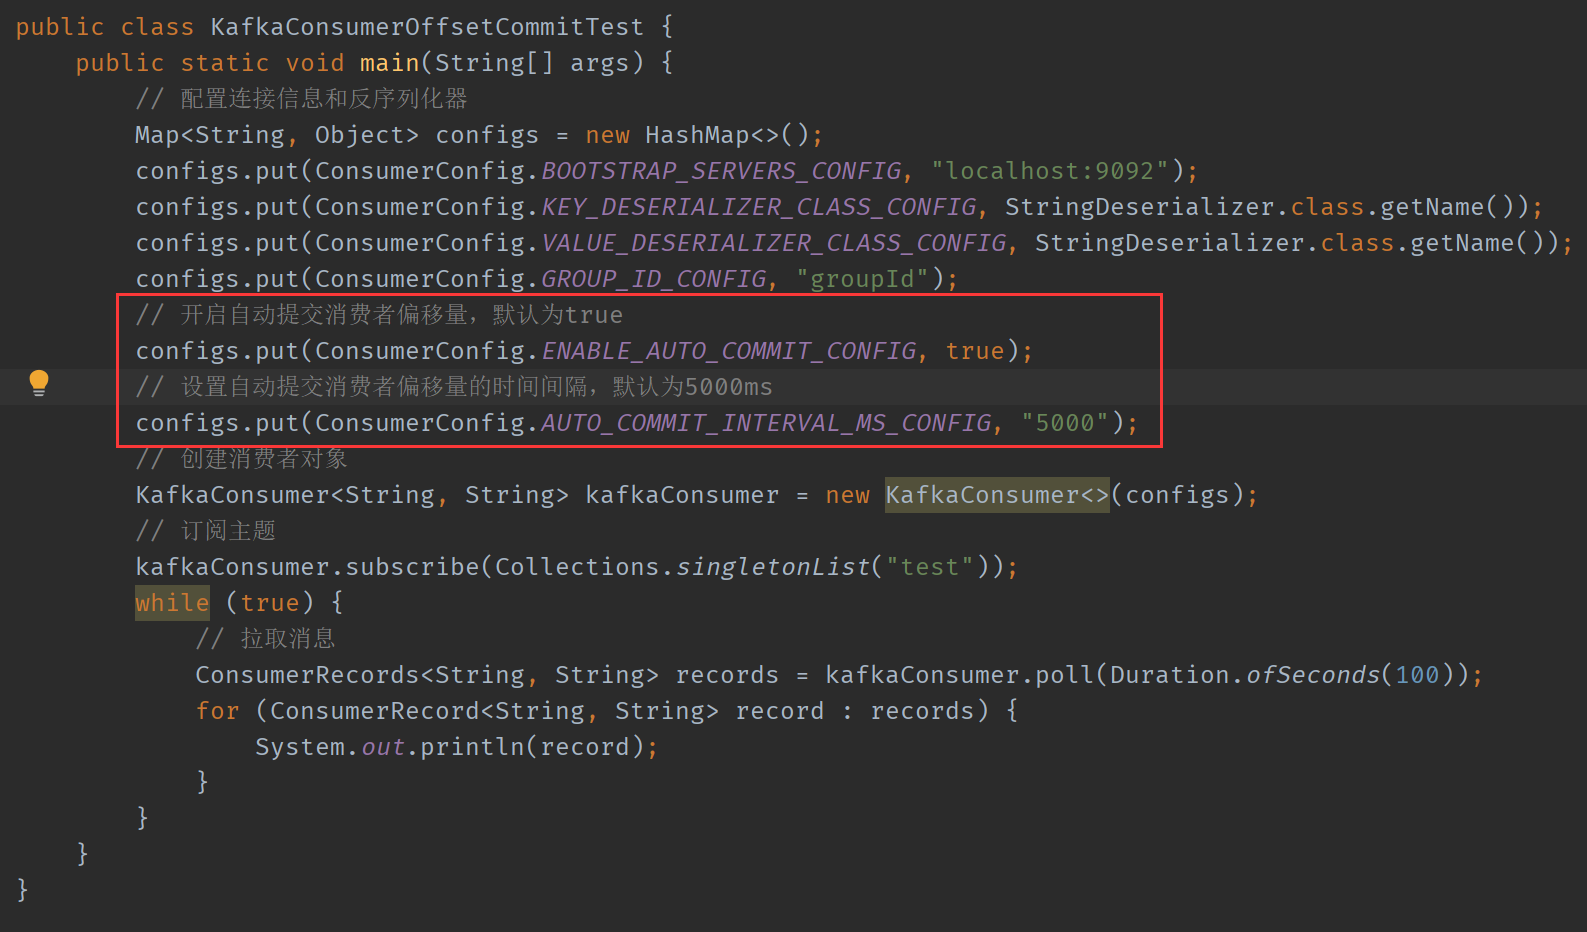 public class KafkaConsumerOffsetCommitTest {
    public static void main(String[] args) {
        // 配置连接信息和反序列化器
        Map<String, Object> configs = new HashMap<>();
        configs.put(ConsumerConfig.BOOTSTRAP_SERVERS_CONFIG, "localhost:9092");
        configs.put(ConsumerConfig.KEY_DESERIALIZER_CLASS_CONFIG, StringDeserializer.class.getName());
        configs.put(ConsumerConfig.VALUE_DESERIALIZER_CLASS_CONFIG, StringDeserializer.class.getName());
        configs.put(ConsumerConfig.GROUP_ID_CONFIG, "groupId");
        // 开启自动提交消费者偏移量，默认为true
        configs.put(ConsumerConfig.ENABLE_AUTO_COMMIT_CONFIG, true);
        // 设置自动提交消费者偏移量的时间间隔，默认为5000ms
        configs.put(ConsumerConfig.AUTO_COMMIT_INTERVAL_MS_CONFIG, "5000");
        // 创建消费者对象
        KafkaConsumer<String, String> kafkaConsumer = new KafkaConsumer<>(configs);
        // 订阅主题
        kafkaConsumer.subscribe(Collections.singletonList("test"));
        while (true) {
            // 拉取消息
            ConsumerRecords<String, String> records = kafkaConsumer.poll(Duration.ofSeconds(100));
            for (ConsumerRecord<String, String> record : records) {
                System.out.println(record);
            }
        }
    }
}